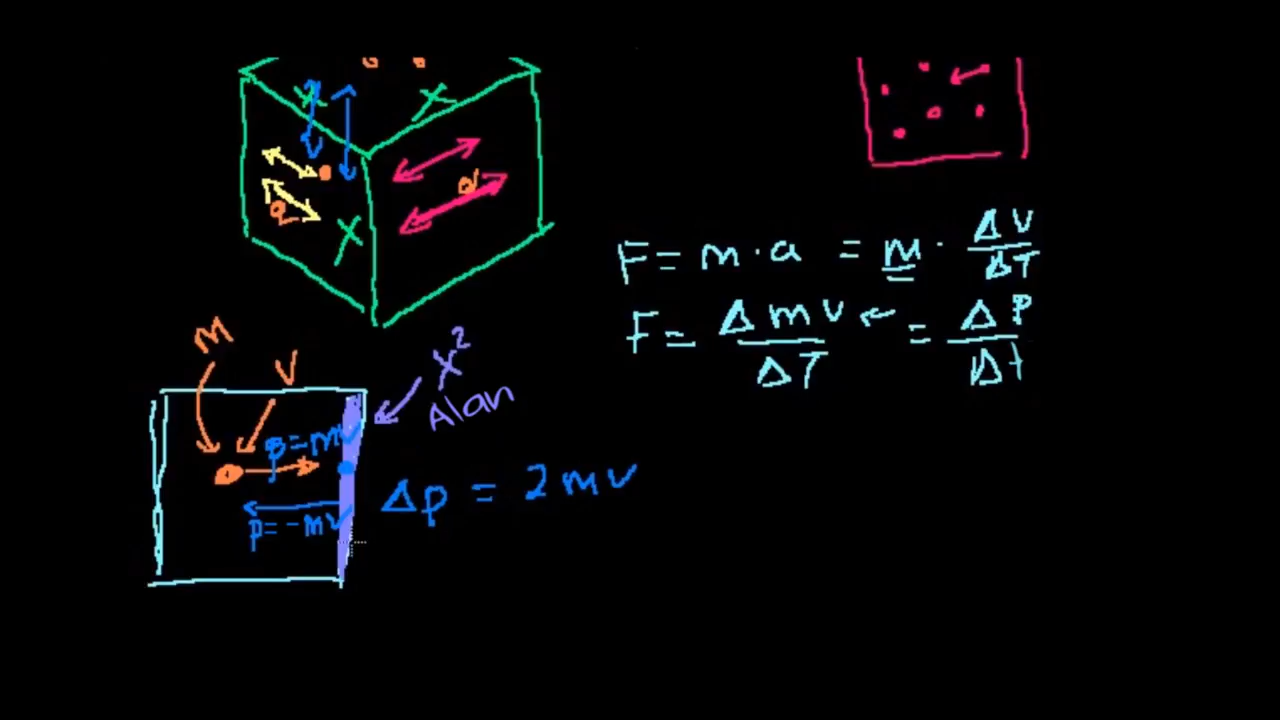 X
X
X
F = m · a = m · ΔV/ΔT
F = Δmv/ΔT ← = ΔP/Δt
M
V
X²
Alan
P=mv
Δp = 2mv
P=-mv